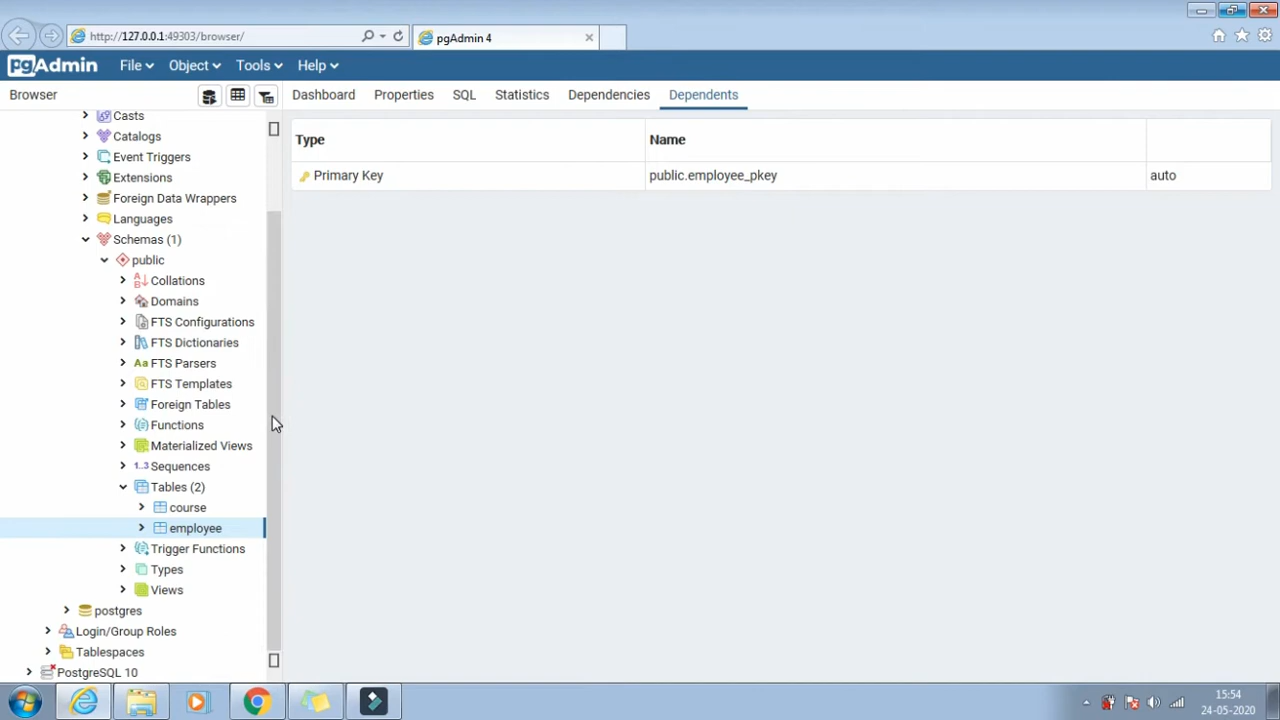 http://127.0.0.1:49303/browser/
pgAdmin 4
pgAdmin
File
Object
Tools
Help
Browser
Dashboard
Properties
SQL
Statistics
Dependencies
Dependents
Casts
Catalogs
Event Triggers
Extensions
Foreign Data Wrappers
Languages
Schemas (1)
public
Collations
Domains
FTS Configurations
FTS Dictionaries
Aa FTS Parsers
FTS Templates
Foreign Tables
Functions
Materialized Views
1..3 Sequences
Tables (2)
course
employee
Trigger Functions
Types
Views
postgres
Login/Group Roles
Tablespaces
PostgreSQL 10
Type
Name
Primary Key
public.employee_pkey
auto
15:54
24-05-2020